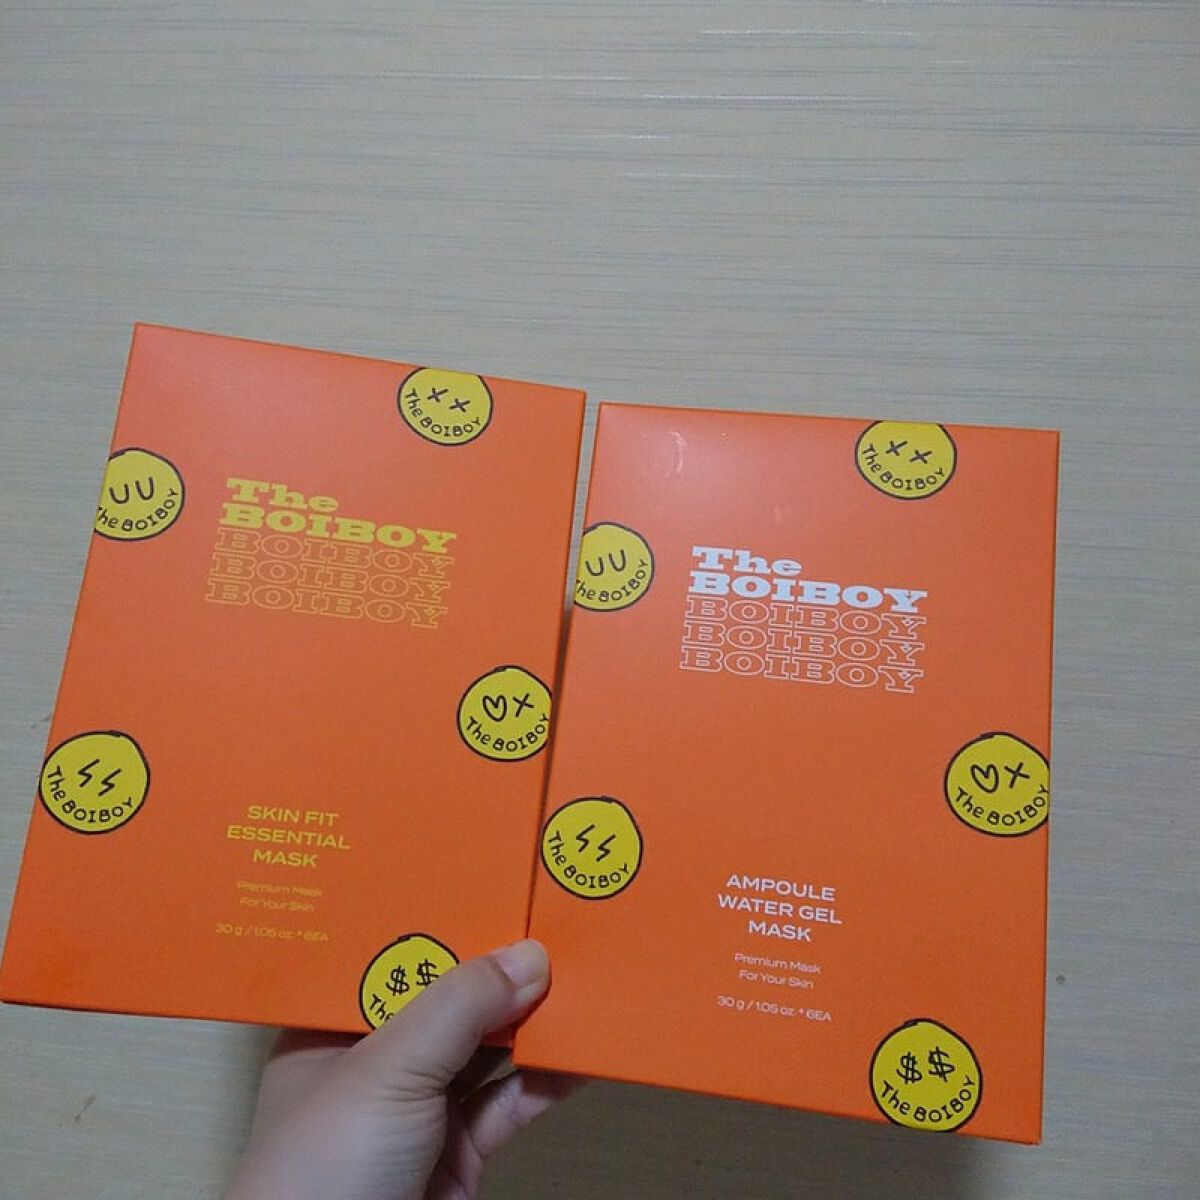 The BOIBOY
The BOIBOY
The
BOIBOY
BOIBOY
BOIBOY
BOIBOY
The BOIBOY
The BOIBOY
SKIN FIT
ESSENTIAL
MASK
Premium Mask
For Your Skin
30 g / 1.05 oz * 6EA
The
The BOIBOY
The BOIBOY
The
BOIBOY
BOIBOY
BOIBOY
BOIBOY
The BOIBOY
The BOIBOY
AMPOULE
WATER GEL
MASK
Premium Mask
For Your Skin
30 g / 1.05 oz * 6EA
$$
The BOIBOY